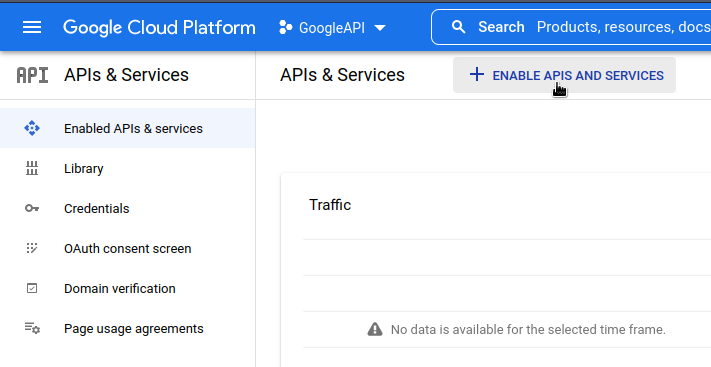 Google Cloud Platform GoogleAPI Search Products, resources, docs
API APIs & Services
APIs & Services + ENABLE APIS AND SERVICES
Enabled APIs & services
Library
Credentials
OAuth consent screen
Domain verification
Page usage agreements
Traffic
No data is available for the selected time frame.